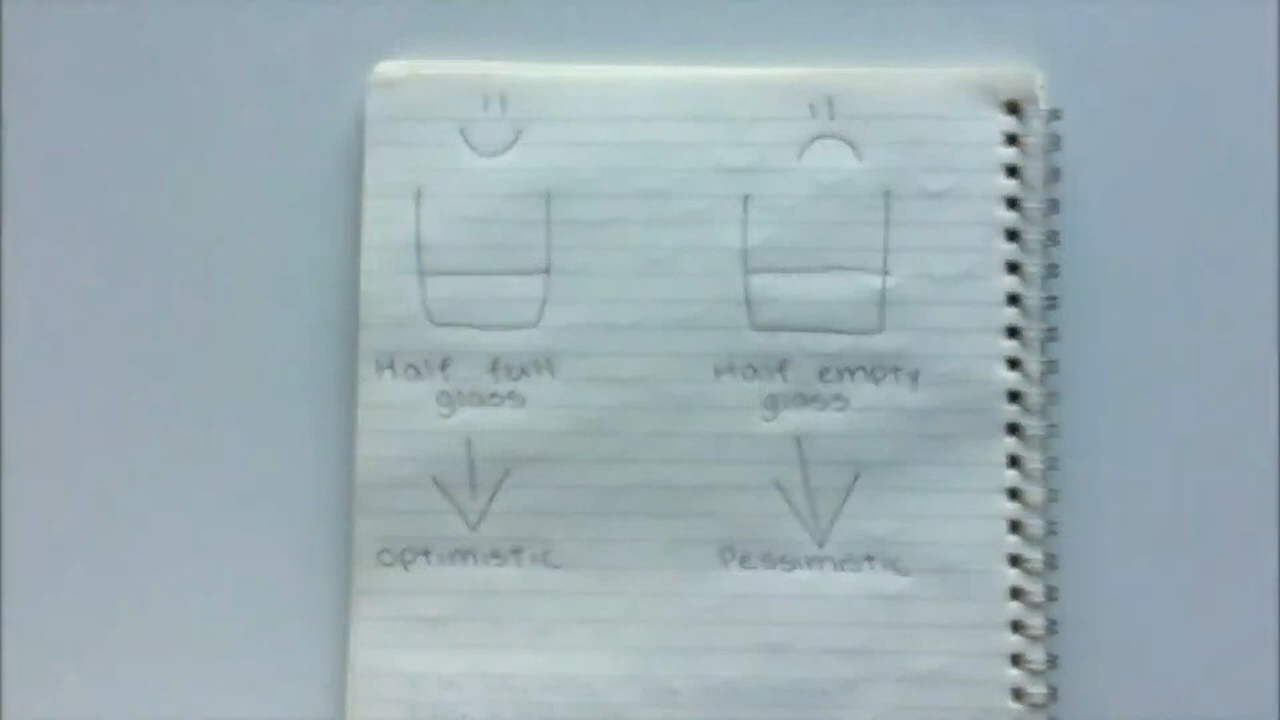 Half full
glass
Half empty
glass
optimistic
Pessimistic